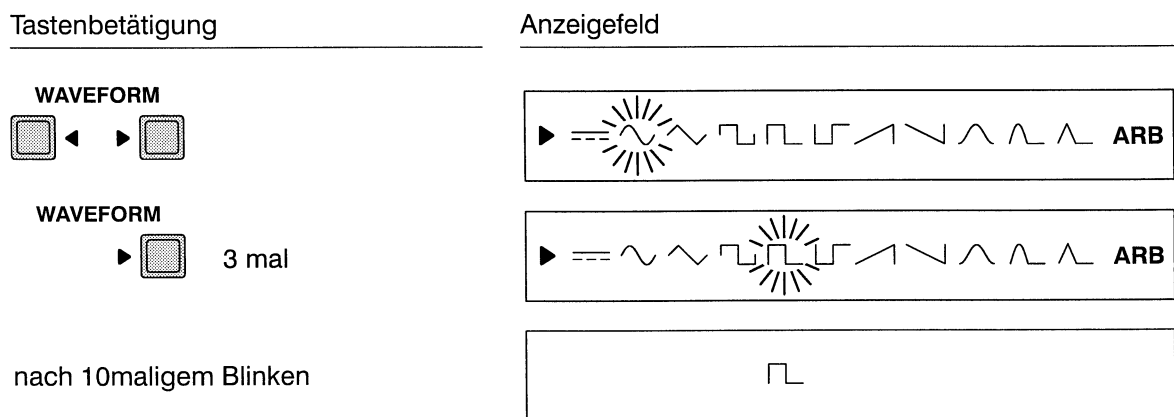 Tastenbetätigung
Anzeigefeld
WAVEFORM
ARB
WAVEFORM
3 mal
ARB
nach 10maligem Blinken